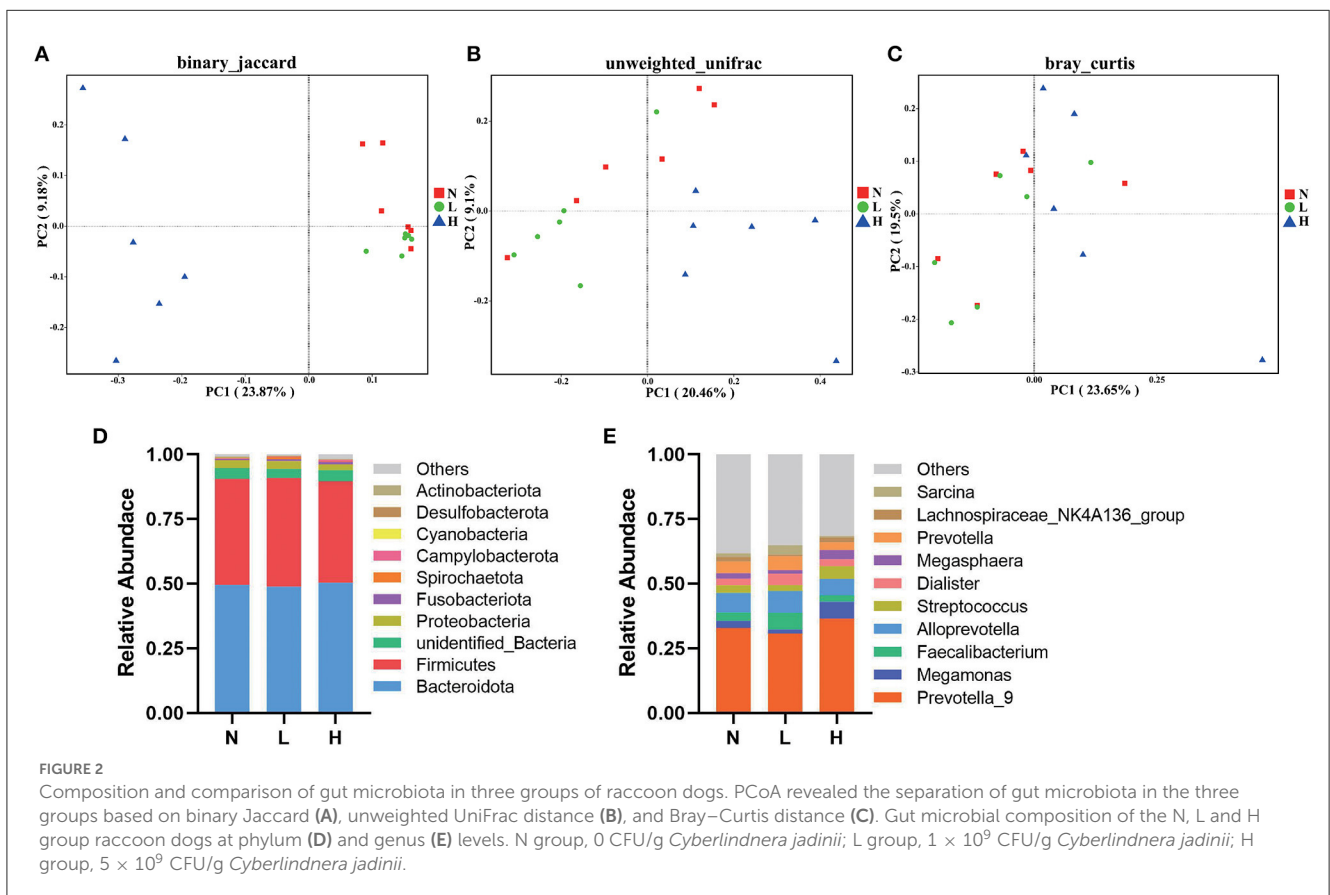 A
binary_jaccard
0.2
0.1
0.0
-0.1
-0.2
PC2 ( 9.18%)
-0.3
-0.2
-0.1
0.0
0.1
PC1 ( 23.87% )
N
L
H
B
unweighted_unifrac
0.2
0.0
-0.2
PC2 ( 9.1%)
-0.2
0.0
0.2
0.4
PC1 ( 20.46% )
N
L
H
C
bray_curtis
0.2
0.1
0.0
-0.1
-0.2
-0.3
PC2 ( 19.5%)
0.00
0.25
PC1 ( 23.65% )
N
L
H
D
Relative Abundace
1.00
0.75
0.50
0.25
0.00
N L H
Others
Actinobacteriota
Desulfobacterota
Cyanobacteria
Campylobacterota
Spirochaetota
Fusobacteriota
Proteobacteria
unidentified_Bacteria
Firmicutes
Bacteroidota
E
Relative Abundace
1.00
0.75
0.50
0.25
0.00
N L H
Others
Sarcina
Lachnospiraceae_NK4A136_group
Prevotella
Megasphaera
Dialister
Streptococcus
Alloprevotella
Faecalibacterium
Megamonas
Prevotella_9
FIGURE 2
Composition and comparison of gut microbiota in three groups of raccoon dogs. PCoA revealed the separation of gut microbiota in the three
groups based on binary Jaccard (A), unweighted UniFrac distance (B), and Bray–Curtis distance (C). Gut microbial composition of the N, L and H
group raccoon dogs at phylum (D) and genus (E) levels. N group, 0 CFU/g Cyberlindnera jadinii; L group, 1 × 10⁹ CFU/g Cyberlindnera jadinii; H
group, 5 × 10⁹ CFU/g Cyberlindnera jadinii.